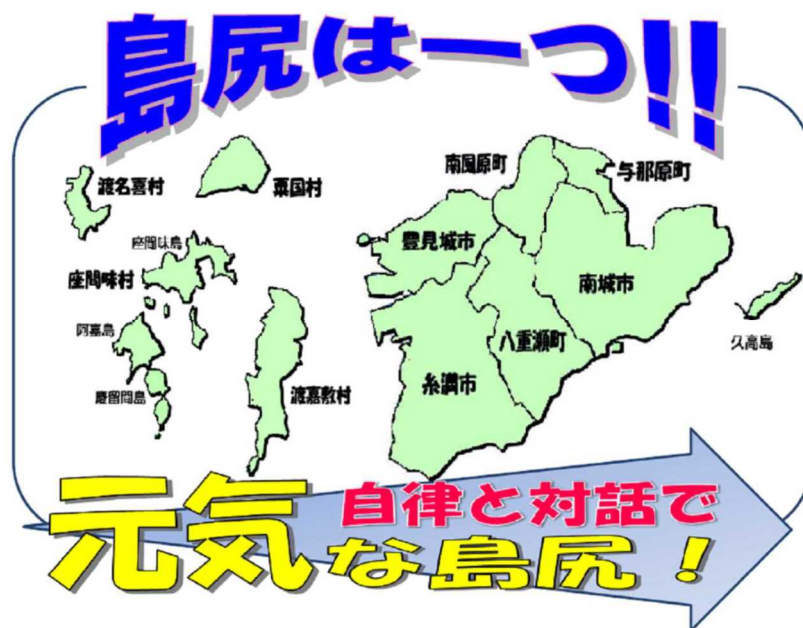 島尻は一つ!!
南風原町
与那原町
渡名喜村
粟国村
座間味島
豊見城市
座間味村
南城市
阿嘉島
八重瀬町
久高島
慶留間島
渡嘉敷村
糸満市
自律と対話で
元気な島尻!